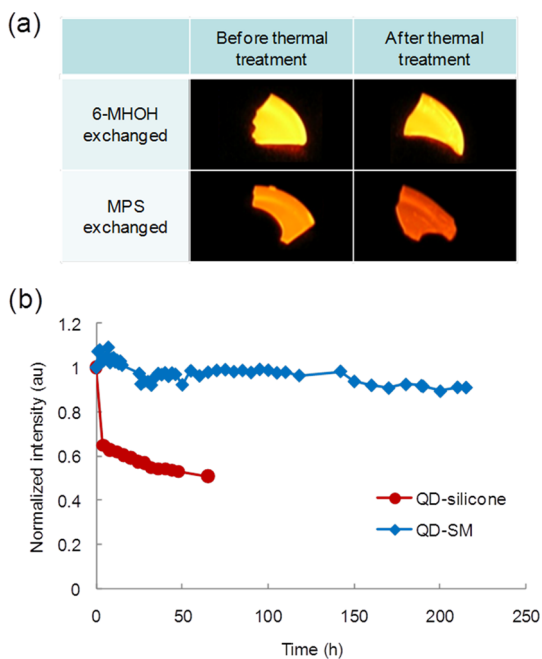 (a)
Before thermal
treatment
After thermal
treatment
6-MHOH
exchanged
MPS
exchanged
(b)
Normalized intensity (au)
1.2
1
0.8
0.6
0.4
0.2
0
QD-silicone
QD-SM
0
50
100
150
200
250
Time (h)